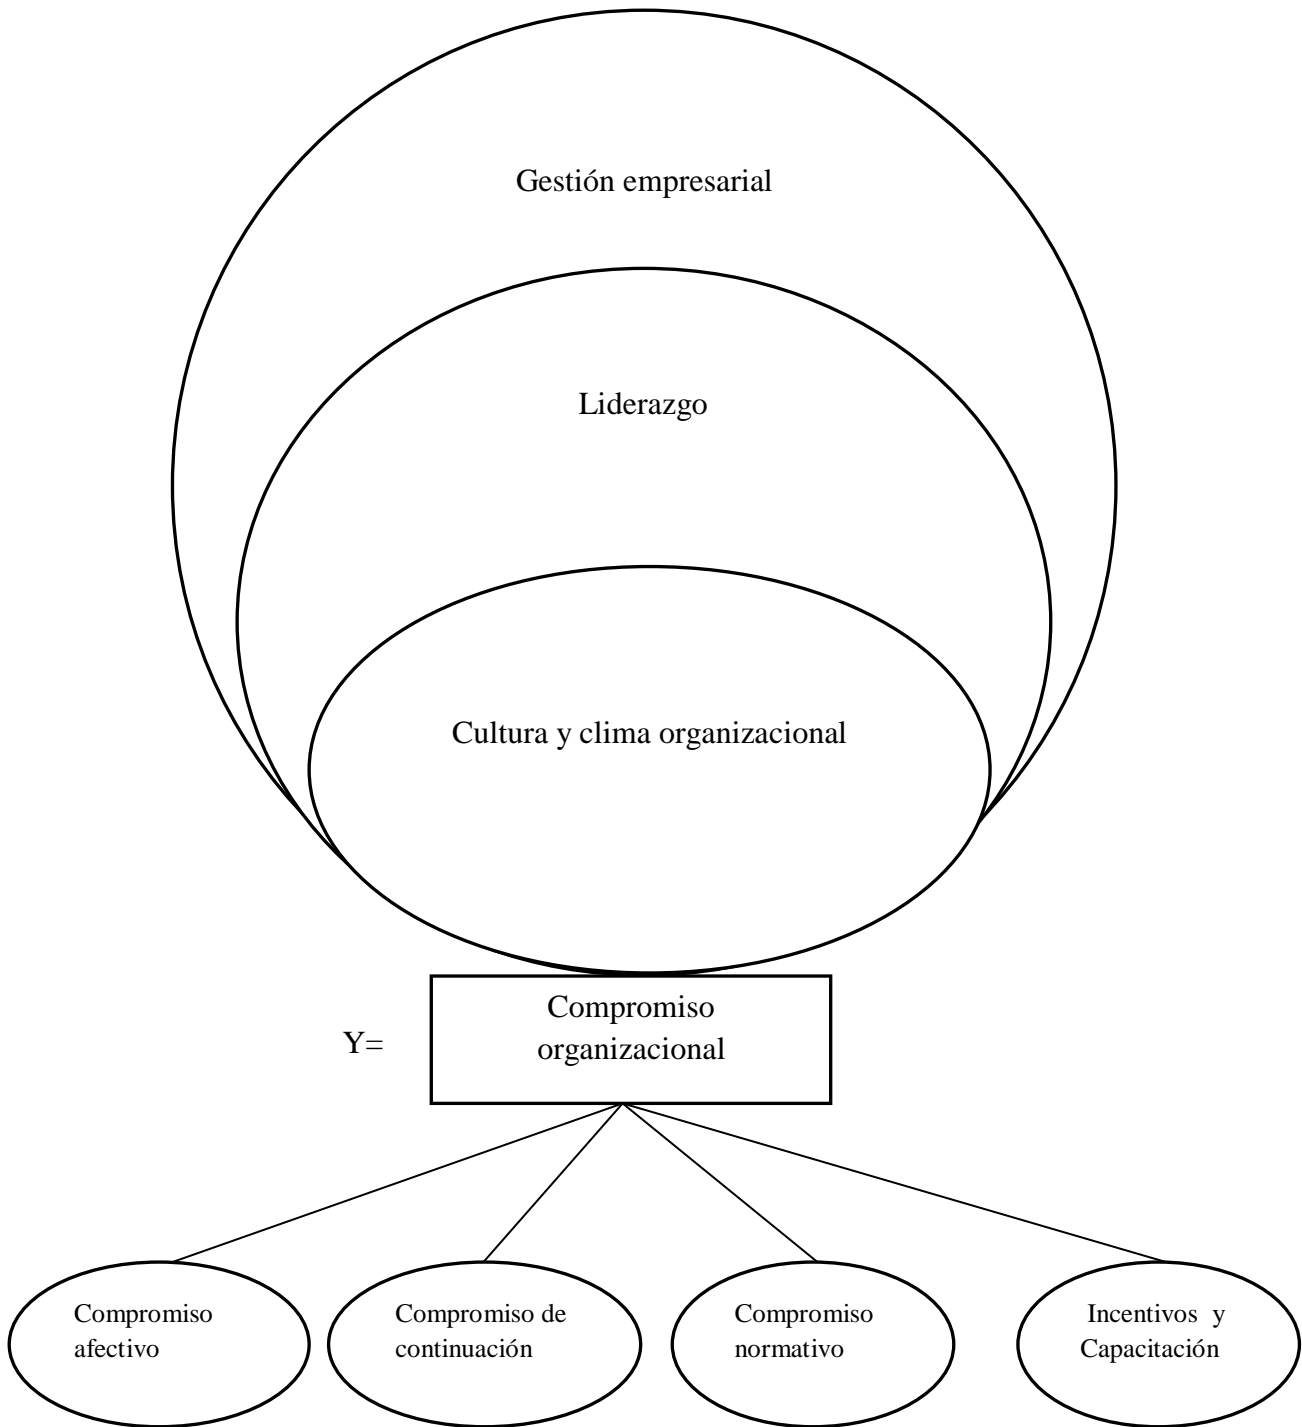 Gestión empresarial
Liderazgo
Cultura y clima organizacional
Y=
Compromiso
organizacional
Compromiso
afectivo
Compromiso de
continuación
Compromiso
normativo
Incentivos y
Capacitación